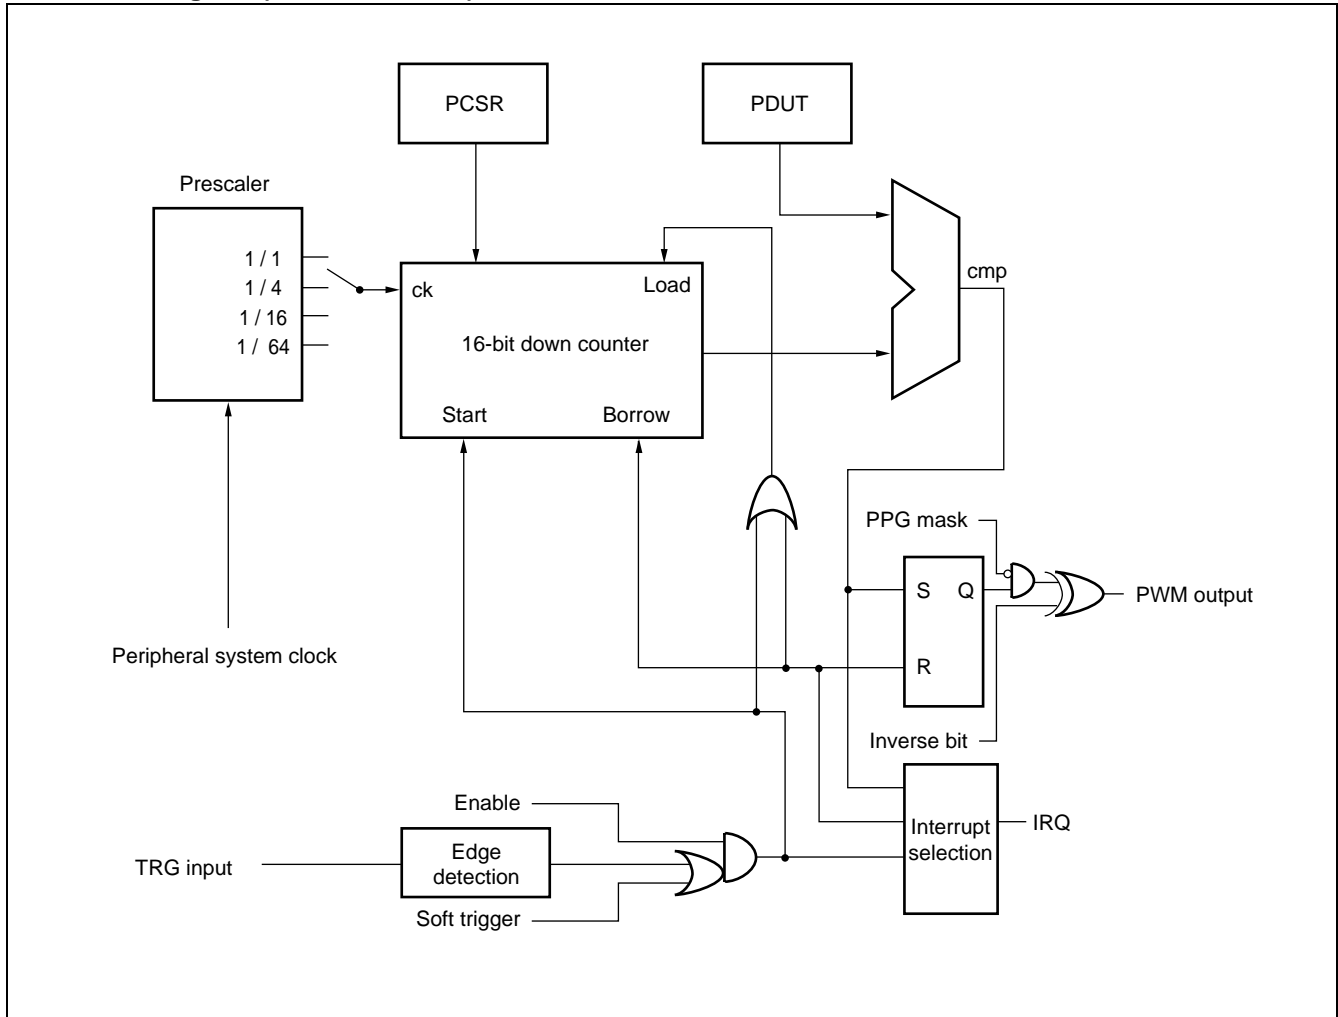 PCSR
PDUT
Prescaler
1 / 1
1 / 4
1 / 16
1 / 64
ck
Load
16-bit down counter
Start
Borrow
cmp
PPG mask
S
Q
R
PWM output
Peripheral system clock
Inverse bit
Enable
TRG input
Edge
detection
Soft trigger
Interrupt
selection
IRQ